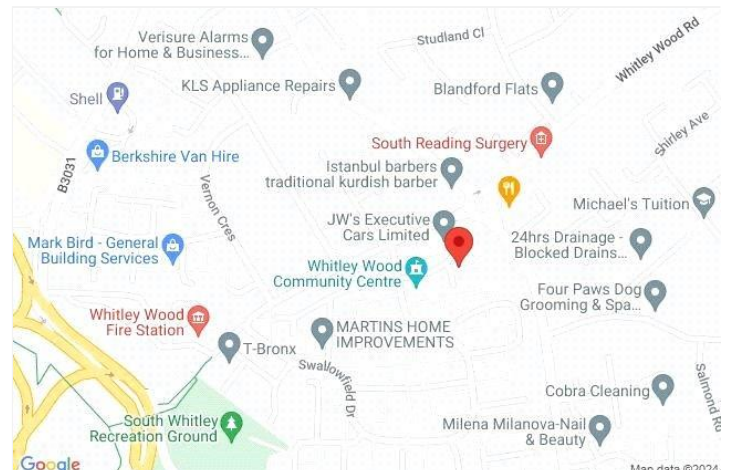 Verisure Alarms
for Home & Business...
Studland Cl
Whitley Wood Rd
KLS Appliance Repairs
Blandford Flats
Shell
Shirley Ave
South Reading Surgery
Berkshire Van Hire
B3031
Istanbul barbers
traditional kurdish barber
Vernon Cres
Michael's Tuition
JW's Executive
Cars Limited
24hrs Drainage -
Blocked Drains...
Mark Bird - General
Building Services
Whitley Wood
Community Centre
Four Paws Dog
Grooming & Spa...
Whitley Wood
Fire Station
MARTINS HOME
IMPROVEMENTS
T-Bronx
Swallowfield Dr
Salmond Rd
Cobra Cleaning
South Whitley
Recreation Ground
Milena Milanova-Nail
& Beauty
Google
Map data ©2024